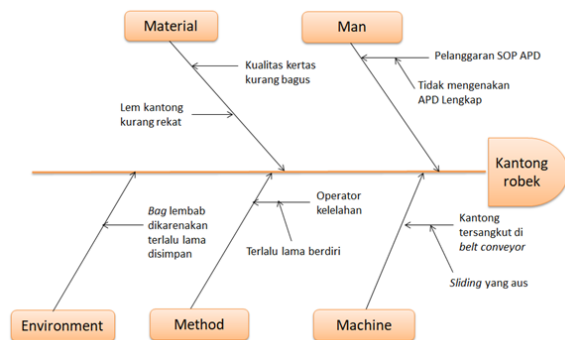 Material
Man
Kualitas kertas
kurang bagus
Pelanggaran SOP APD
Tidak mengenakan
APD Lengkap
Lem kantong
kurang rekat
Kantong
robek
Bag lembab
dikarenakan
terlalu lama
disimpan
Operator
kelelahan
Terlalu lama berdiri
Kantong
tersangkut di
belt conveyor
Sliding yang aus
Environment
Method
Machine